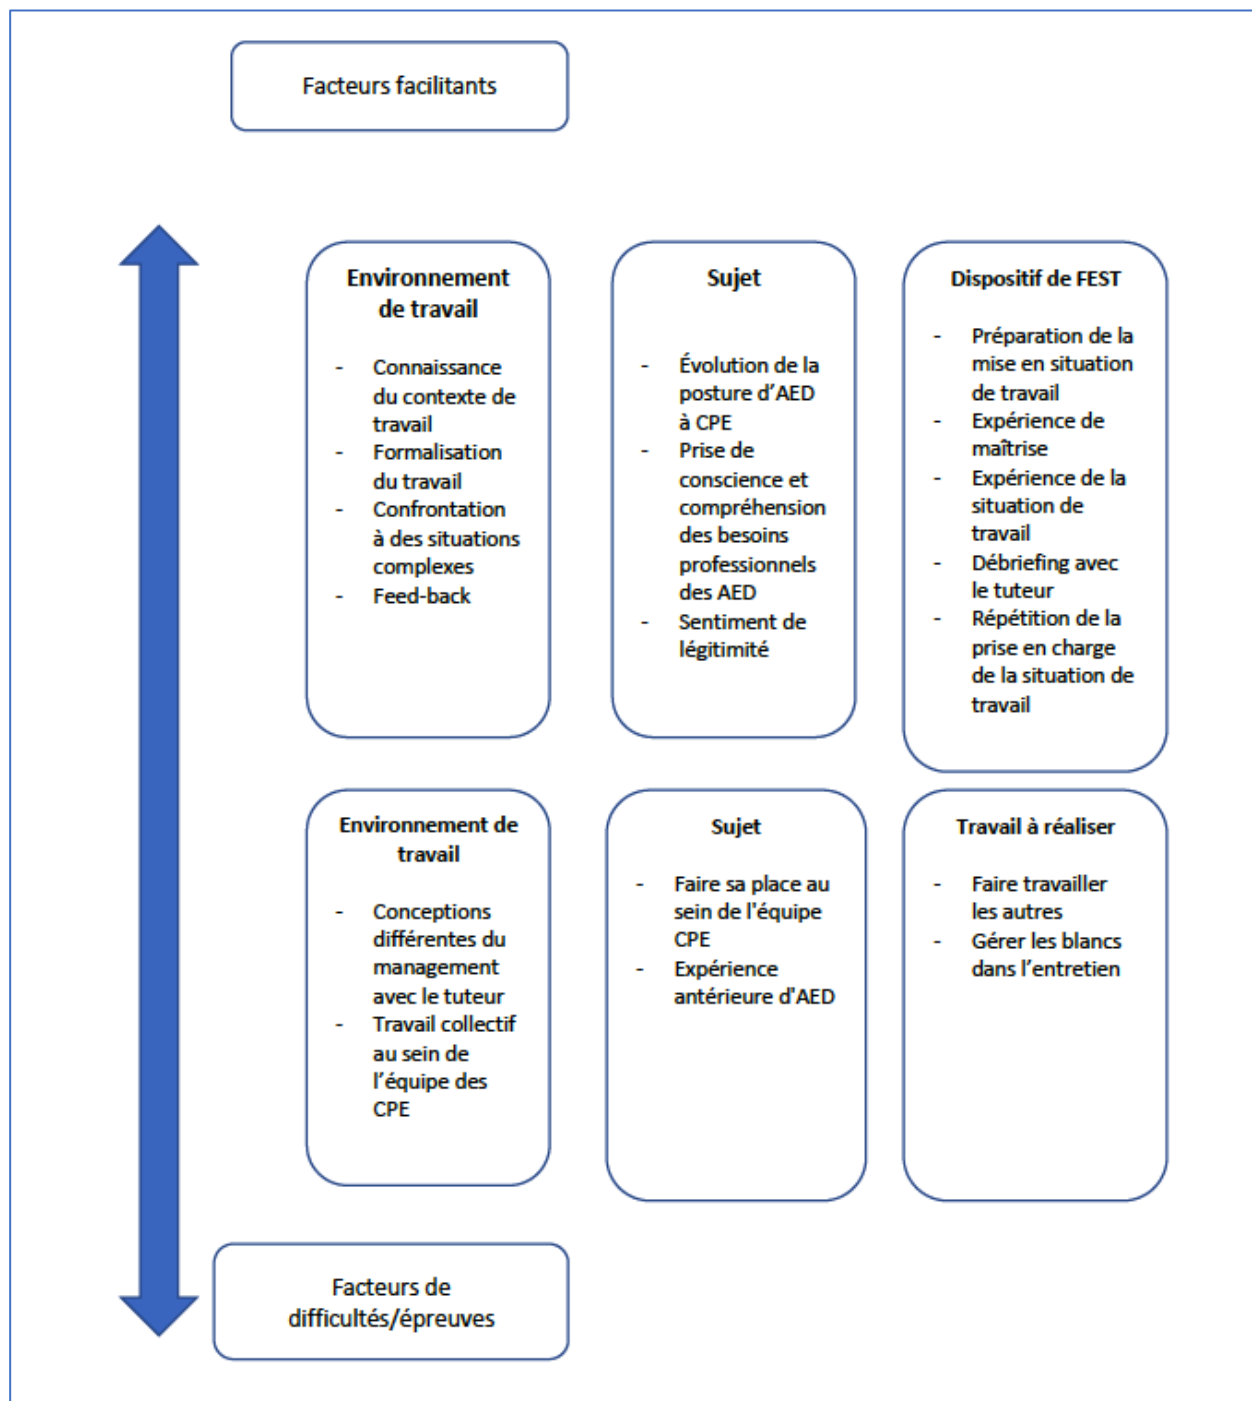 Facteurs facilitants
Environnement
de travail
- Connaissance
du contexte de
travail
- Formalisation
du travail
- Confrontation
à des situations
complexes
- Feed-back
Sujet
- Évolution de la
posture d’AED
à CPE
- Prise de
conscience et
compréhension
des besoins
professionnels
des AED
- Sentiment de
légitimité
Dispositif de FEST
- Préparation de la
mise en situation
de travail
- Expérience de
maîtrise
- Expérience de la
situation de
travail
- Débriefing avec
le tuteur
- Répétition de la
prise en charge
de la situation de
travail
Environnement de
travail
- Conceptions
différentes du
management
avec le tuteur
- Travail collectif
au sein de
l’équipe des
CPE
Sujet
- Faire sa place au
sein de l'équipe
CPE
- Expérience
antérieure d'AED
Travail à réaliser
- Faire travailler
les autres
- Gérer les blancs
dans l’entretien
Facteurs de
difficultés/épreuves